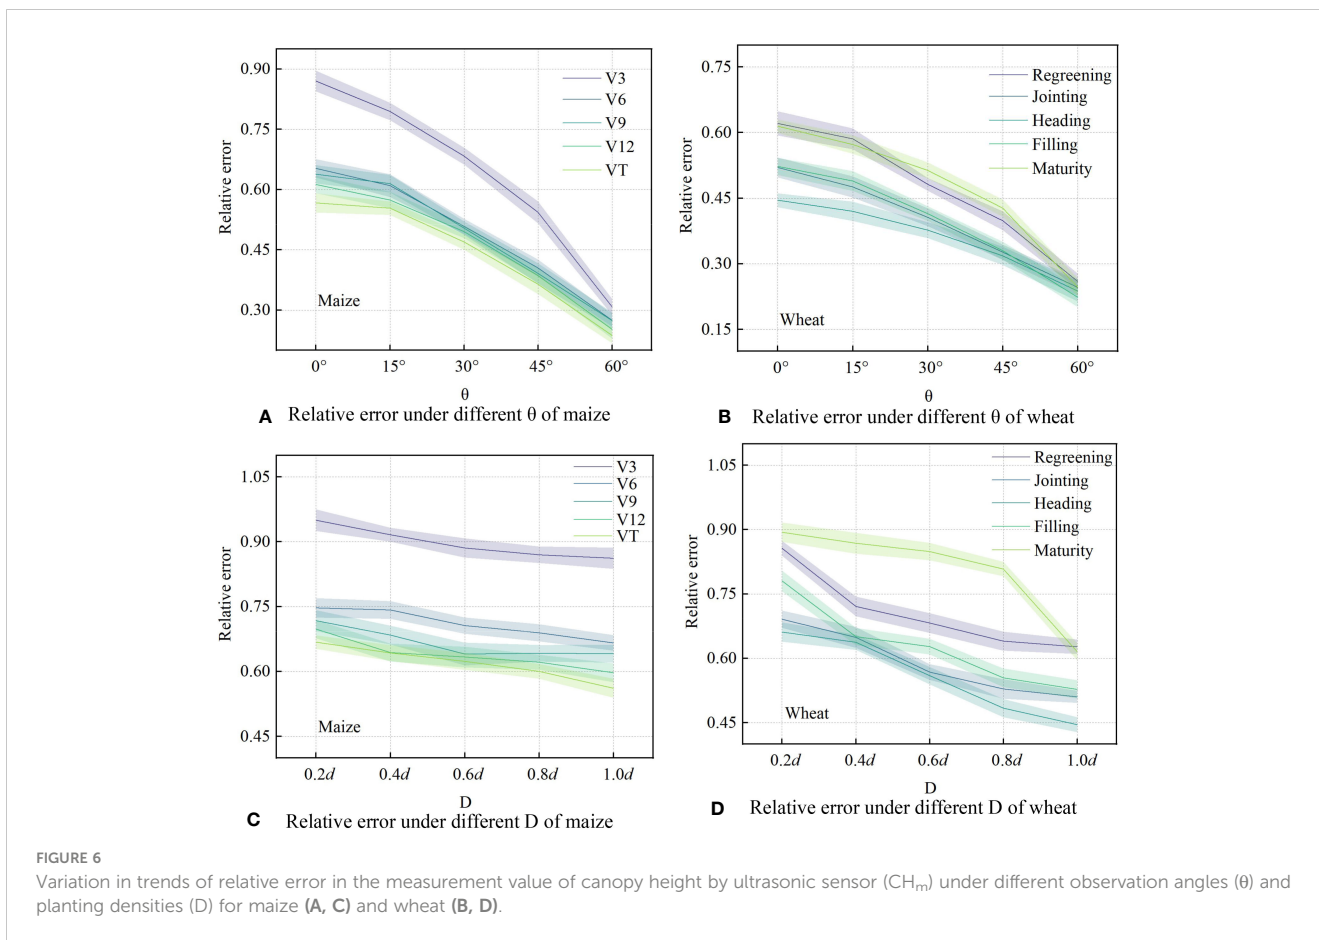 0.90
0.75
0.60
0.45
0.30
Relative error
V3
V6
V9
V12
VT
Maize
0° 15° 30° 45° 60°
θ
A Relative error under different θ of maize
0.75
0.60
0.45
0.30
0.15
Relative error
Regreening
Jointing
Heading
Filling
Maturity
Wheat
0° 15° 30° 45° 60°
θ
B Relative error under different θ of wheat
1.05
0.90
0.75
0.60
0.45
Relative error
V3
V6
V9
V12
VT
Maize
0.2d 0.4d 0.6d 0.8d 1.0d
D
C Relative error under different D of maize
1.05
0.90
0.75
0.60
0.45
Relative error
Regreening
Jointing
Heading
Filling
Maturity
Wheat
0.2d 0.4d 0.6d 0.8d 1.0d
D
D Relative error under different D of wheat
FIGURE 6
Variation in trends of relative error in the measurement value of canopy height by ultrasonic sensor (CHm) under different observation angles (θ) and
planting densities (D) for maize (A, C) and wheat (B, D).